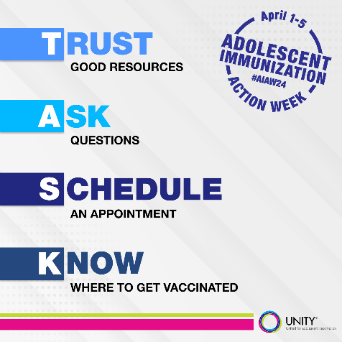 April 1-5
ADOLESCENT
IMMUNIZATION
#AIAW24
ACTION WEEK
TRUST
GOOD RESOURCES
ASK
QUESTIONS
SCHEDULE
AN APPOINTMENT
KNOW
WHERE TO GET VACCINATED
UNITY